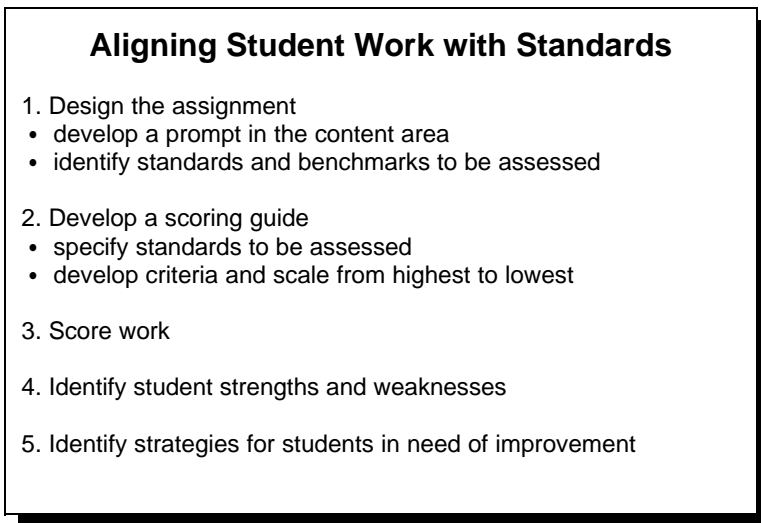 Aligning Student Work with Standards
1. Design the assignment
• develop a prompt in the content area
• identify standards and benchmarks to be assessed
2. Develop a scoring guide
• specify standards to be assessed
• develop criteria and scale from highest to lowest
3. Score work
4. Identify student strengths and weaknesses
5. Identify strategies for students in need of improvement